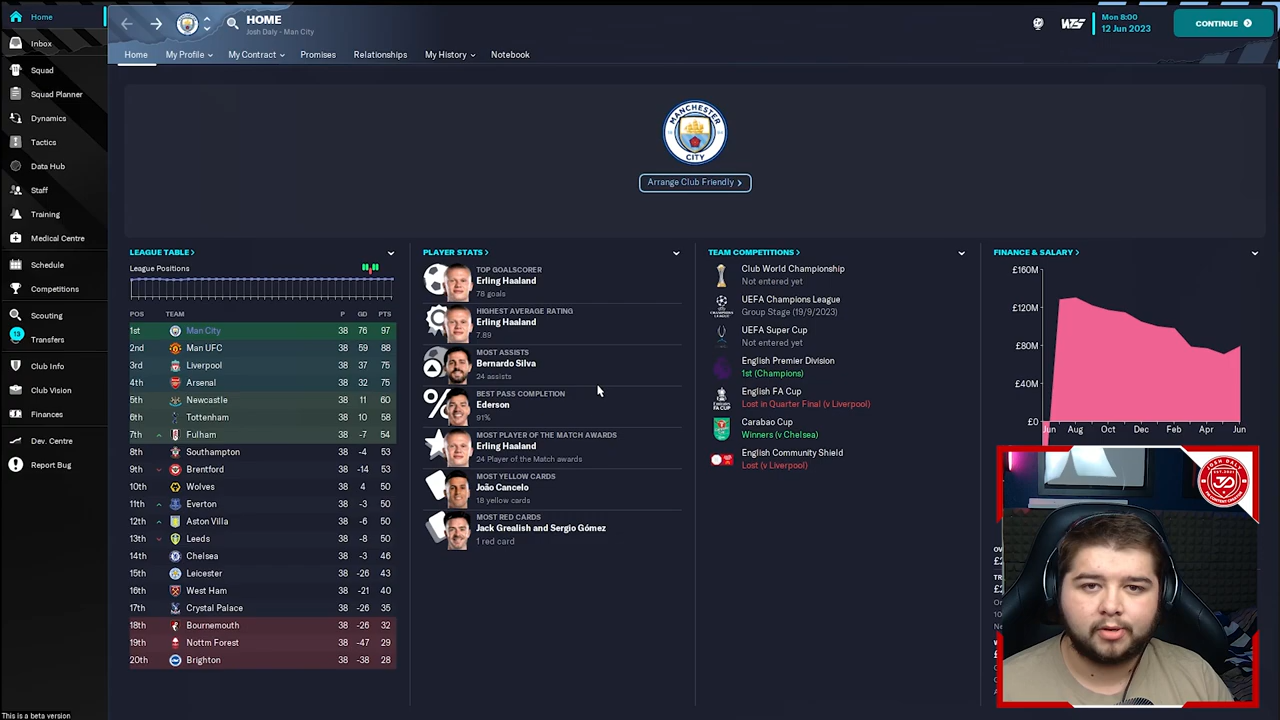 Home
HOME
Josh Daly - Man City
Mon 8:00
12 Jun 2023
CONTINUE
Home
My Profile
My Contract
Promises
Relationships
My History
Notebook
Inbox
Squad
Squad Planner
Dynamics
Tactics
Data Hub
Staff
Training
Medical Centre
Schedule
Competitions
Scouting
13
Transfers
Club Info
Club Vision
Finances
Dev. Centre
Report Bug
This is a beta version
MANCHESTER
CITY
Arrange Club Friendly >
LEAGUE TABLE >
League Positions
POS TEAM P GD PTS
1st Man City 38 76 97
2nd Man UFC 38 59 88
3rd Liverpool 38 37 75
4th Arsenal 38 32 75
5th Newcastle 38 11 60
6th Tottenham 38 10 58
7th Fulham 38 -7 54
8th Southampton 38 -4 53
9th Brentford 38 -14 53
10th Wolves 38 4 50
11th Everton 38 -3 50
12th Aston Villa 38 -6 50
13th Leeds 38 -8 50
14th Chelsea 38 -3 46
15th Leicester 38 -26 43
16th West Ham 38 -21 40
17th Crystal Palace 38 -26 35
18th Bournemouth 38 -26 32
19th Nottm Forest 38 -47 29
20th Brighton 38 -38 28
PLAYER STATS >
TOP GOALSCORER
Erling Haaland
78 goals
HIGHEST AVERAGE RATING
Erling Haaland
7.89
MOST ASSISTS
Bernardo Silva
24 assists
BEST PASS COMPLETION
Ederson
91%
MOST PLAYER OF THE MATCH AWARDS
Erling Haaland
24 Player of the Match awards
MOST YELLOW CARDS
João Cancelo
18 yellow cards
MOST RED CARDS
Jack Grealish and Sergio Gómez
1 red card
TEAM COMPETITIONS >
Club World Championship
Not entered yet
UEFA Champions League
Group Stage (19/9/2023)
UEFA Super Cup
Not entered yet
English Premier Division
1st (Champions)
English FA Cup
Lost in Quarter Final (v Liverpool)
Carabao Cup
Winners (v Chelsea)
English Community Shield
Lost (v Liverpool)
FINANCE & SALARY >
£160M
£120M
£80M
£40M
£0
Jun Aug Oct Dec Feb Apr Jun
JOSH DALY